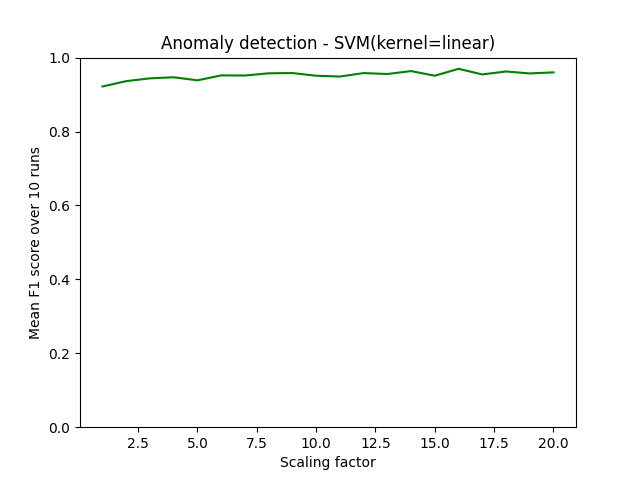 Anomaly detection - SVM(kernel=linear)
Mean F1 score over 10 runs
1.0
0.8
0.6
0.4
0.2
0.0
2.5 5.0 7.5 10.0 12.5 15.0 17.5 20.0
Scaling factor